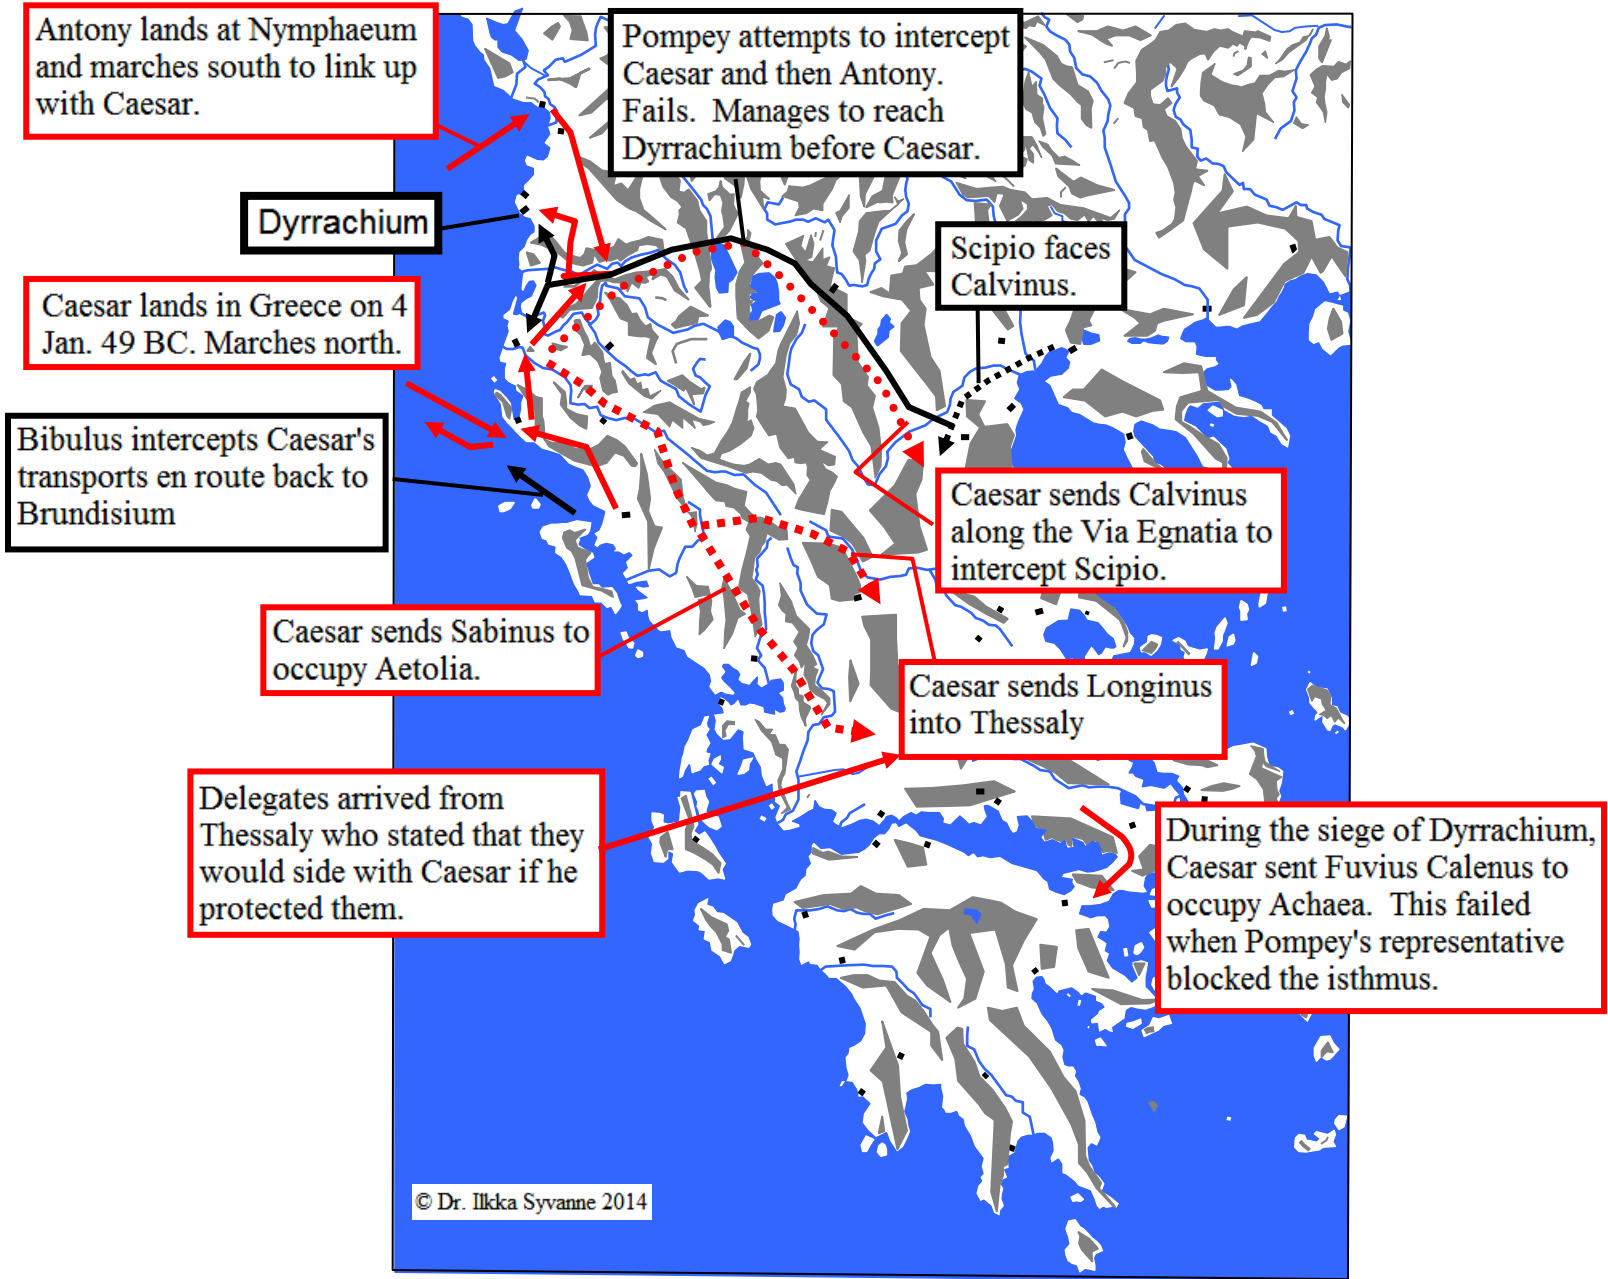 Antony lands at Nymphaeum
and marches south to link up
with Caesar.
Pompey attempts to intercept
Caesar and then Antony.
Fails.  Manages to reach
Dyrrachium before Caesar.
Dyrrachium
Scipio faces
Calvinus.
Caesar lands in Greece on 4
Jan. 49 BC. Marches north.
Bibulus intercepts Caesar's
transports en route back to
Brundisium
Caesar sends Calvinus
along the Via Egnatia to
intercept Scipio.
Caesar sends Sabinus to
occupy Aetolia.
Caesar sends Longinus
into Thessaly
Delegates arrived from
Thessaly who stated that they
would side with Caesar if he
protected them.
During the siege of Dyrrachium,
Caesar sent Fuvius Calenus to
occupy Achaea.  This failed
when Pompey's representative
blocked the isthmus.
© Dr. Ilkka Syvanne 2014